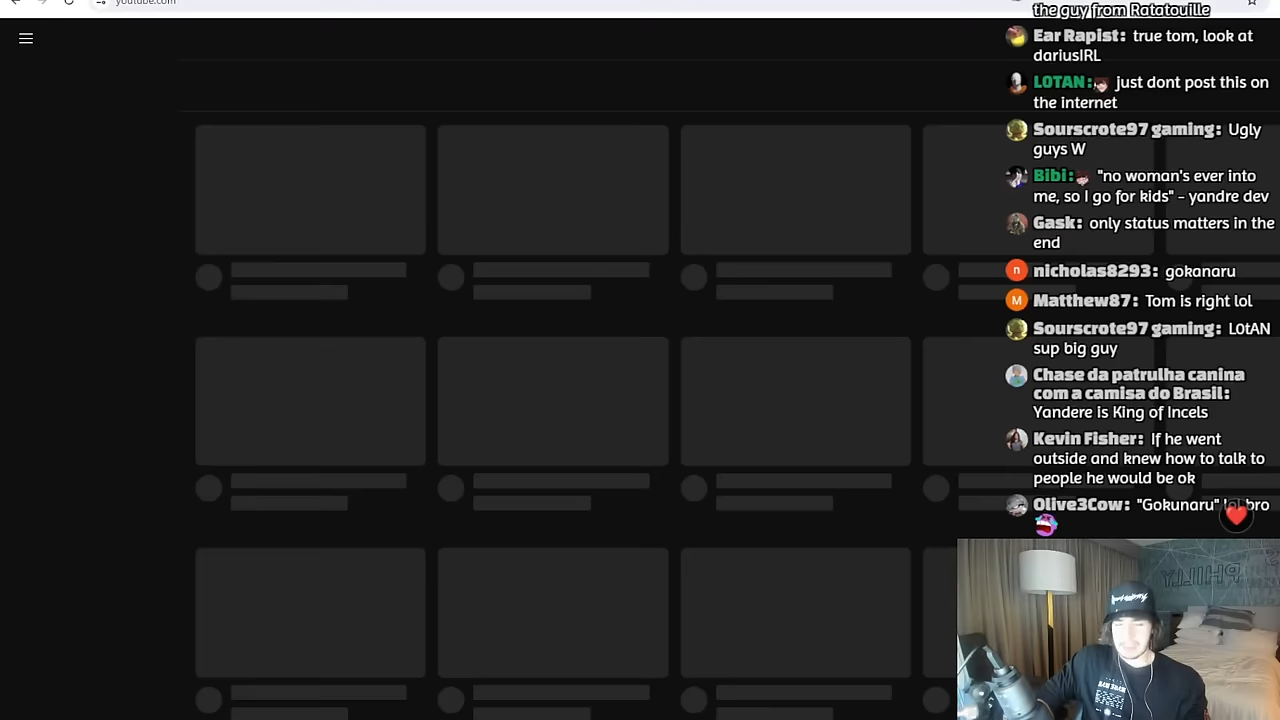 youtube.com
the guy from Ratatouille
Ear Rapist: true tom, look at
dariusIRL
LOTAN: just dont post this on
the internet
Sourscrote97 gaming: Ugly
guys W
Bibi: "no woman's ever into
me, so I go for kids" - yandre dev
Gask: only status matters in the
end
nicholas8293: gokanaru
Matthew87: Tom is right lol
Sourscrote97 gaming: LOtAN
sup big guy
Chase da patrulha canina
com a camisa do Brasil:
Yandere is King of Incels
Kevin Fisher: If he went
outside and knew how to talk to
people he would be ok
Olive3Cow: "Gokunaru" lol bro
PHILLY